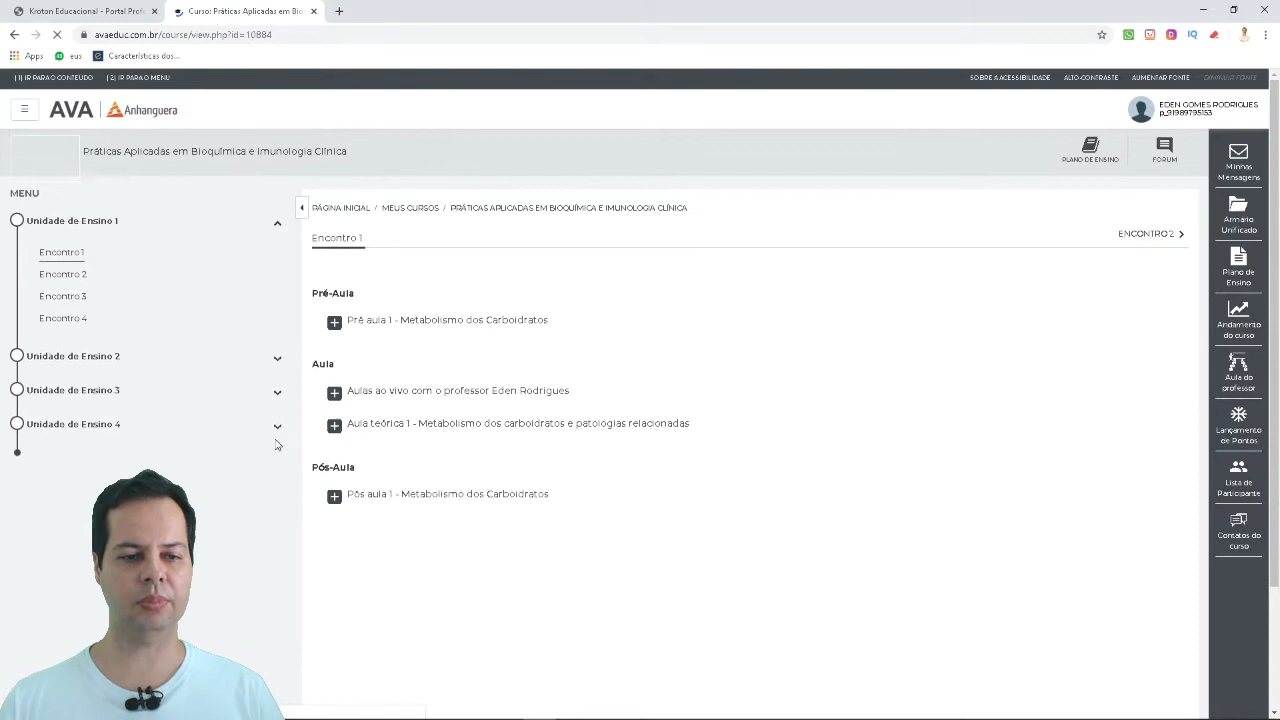 Kroton Educacional - Portal Profe
Curso: Práticas Aplicadas em Bio
avaeduc.com.br/course/view.php?id=10884
Apps
eus
Características dos...
[1] IR PARA O CONTEÚDO
[2] IR PARA O MENU
SOBRE A ACESSIBILIDADE
ALTO-CONTRASTE
AUMENTAR FONTE
DIMINUIR FONTE
AVA
Anhanguera
EDEN GOMES RODRIGUES
p_91989795153
Práticas Aplicadas em Bioquímica e Imunologia Clínica
PLANO DE ENSINO
FÓRUM
MENU
Unidade de Ensino 1
Encontro 1
Encontro 2
Encontro 3
Encontro 4
Unidade de Ensino 2
Unidade de Ensino 3
Unidade de Ensino 4
PÁGINA INICIAL / MEUS CURSOS / PRÁTICAS APLICADAS EM BIOQUÍMICA E IMUNOLOGIA CLÍNICA
Encontro 1
ENCONTRO 2
Pré-Aula
Pré aula 1 - Metabolismo dos Carboidratos
Aula
Aulas ao vivo com o professor Eden Rodrigues
Aula teórica 1 - Metabolismo dos carboidratos e patologias relacionadas
Pós-Aula
Pós aula 1 - Metabolismo dos Carboidratos
Minhas
Mensagens
Armário
Unificado
Plano de
Ensino
Andamento
do curso
Aula do
professor
Lançamento
de Pontos
Lista de
Participante
Contatos do
curso